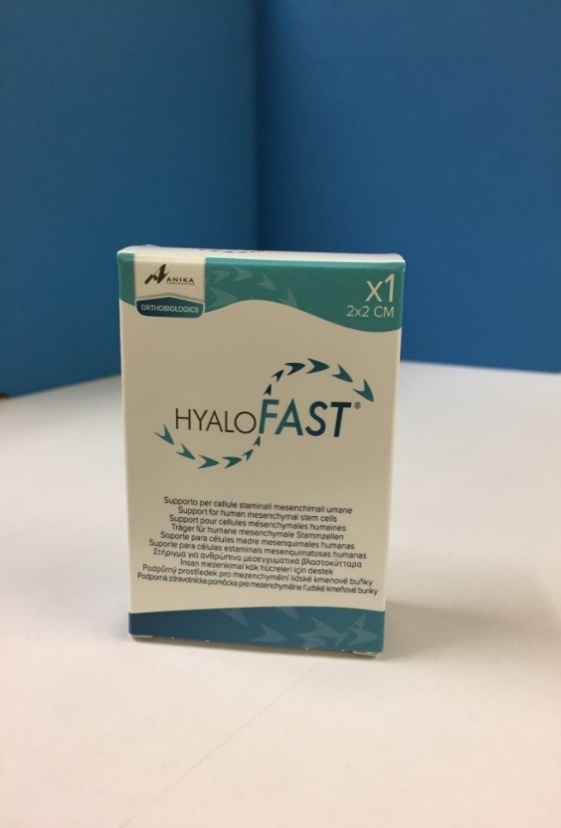 ANIKA
THERAPEUTICS
ORTHOBIOLOGICS
x1
2x2 CM
HYALOFAST®
Supporto per cellule staminali mesenchimali umane
Support for human mesenchymal stem cells
Support pour cellules mésenchymales humaines
Träger für humane mesenchymale Stammzellen
Soporte para células madre mesenquimales humanas
Suporte para células estaminais mesenquimatosas humanas
Στήριγμα για ανθρώπινα μεσεγχυματικά βλαστοκύτταρα
İnsan mezenkimal kök hücreleri için destek
Podpůrný prostředek pro mezenchymální lidské kmenové buňky
Podporná zdravotnícka pomôcka pre mezenchymálne ľudské kmeňové bunky